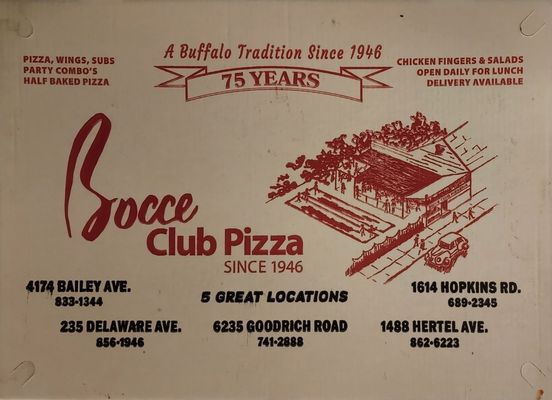 A Buffalo Tradition Since 1946
75 YEARS
PIZZA, WINGS, SUBS
PARTY COMBO'S
HALF BAKED PIZZA
CHICKEN FINGERS & SALADS
OPEN DAILY FOR LUNCH
DELIVERY AVAILABLE
Bocce
Club Pizza
SINCE 1946
4174 BAILEY AVE.
833-1344
5 GREAT LOCATIONS
1614 HOPKINS RD.
689-2345
235 DELAWARE AVE.
856-1946
6235 GOODRICH ROAD
741-2888
1488 HERTEL AVE.
862-6223